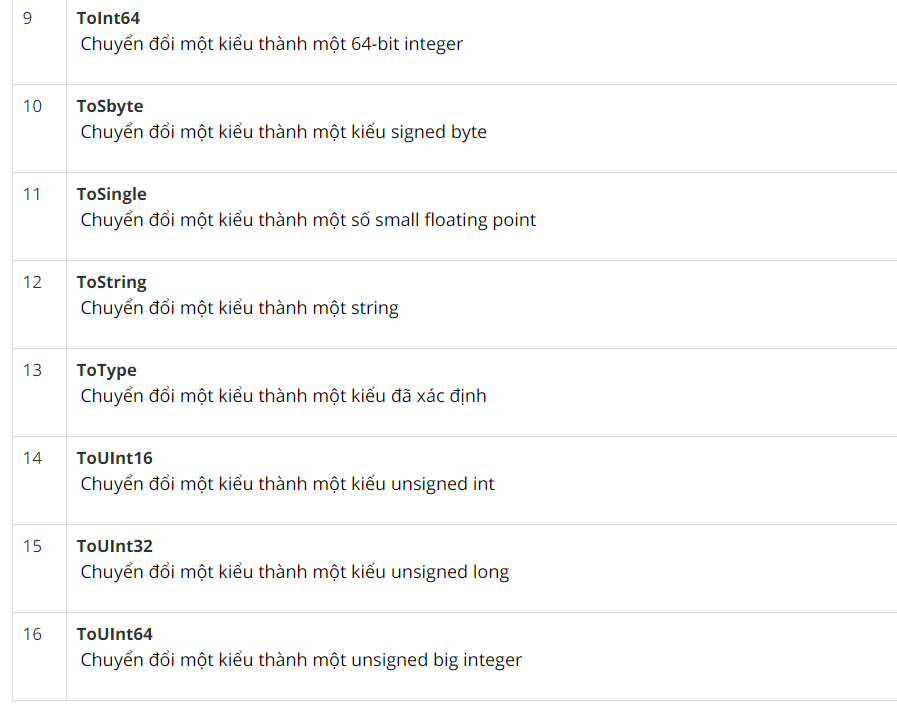 9 ToInt64
Chuyển đổi một kiểu thành một 64-bit integer
10 ToSbyte
Chuyển đổi một kiểu thành một kiểu signed byte
11 ToSingle
Chuyển đổi một kiểu thành một số small floating point
12 ToString
Chuyển đổi một kiểu thành một string
13 ToType
Chuyển đổi một kiểu thành một kiểu đã xác định
14 ToUInt16
Chuyển đổi một kiểu thành một kiểu unsigned int
15 ToUInt32
Chuyển đổi một kiểu thành một kiểu unsigned long
16 ToUInt64
Chuyển đổi một kiểu thành một unsigned big integer